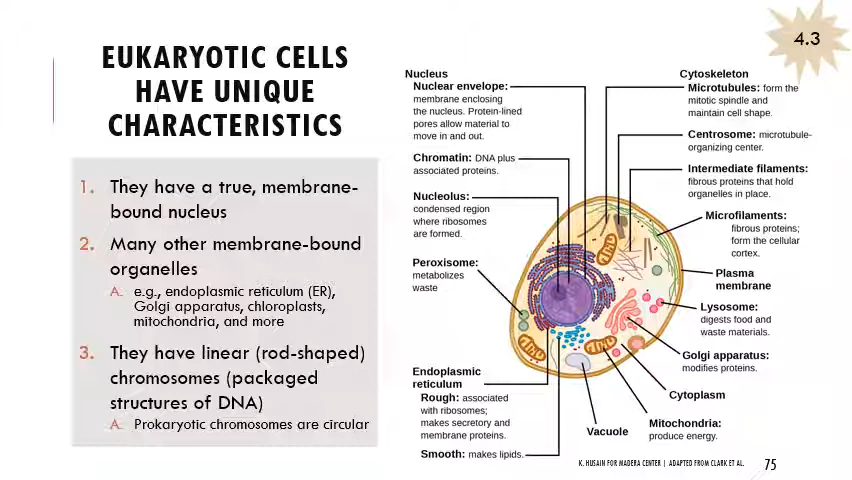 4.3
EUKARYOTIC CELLS
HAVE UNIQUE
CHARACTERISTICS
1. They have a true, membrane-
bound nucleus
2. Many other membrane-bound
organelles
A. e.g., endoplasmic reticulum (ER),
Golgi apparatus, chloroplasts,
mitochondria, and more
3. They have linear (rod-shaped)
chromosomes (packaged
structures of DNA)
A. Prokaryotic chromosomes are circular
Nucleus
Nuclear envelope:
membrane enclosing
the nucleus. Protein-lined
pores allow material to
move in and out.
Chromatin: DNA plus
associated proteins.
Nucleolus:
condensed region
where ribosomes
are formed.
Peroxisome:
metabolizes
waste
Endoplasmic
reticulum
Rough: associated
with ribosomes;
makes secretory and
membrane proteins.
Smooth: makes lipids.
Cytoskeleton
Microtubules: form the
mitotic spindle and
maintain cell shape.
Centrosome: microtubule-
organizing center.
Intermediate filaments:
fibrous proteins that hold
organelles in place.
Microfilaments:
fibrous proteins;
form the cellular
cortex.
Plasma
membrane
Lysosome:
digests food and
waste materials.
Golgi apparatus:
modifies proteins.
Cytoplasm
Mitochondria:
produce energy.
Vacuole
K. HUSAIN FOR MADERA CENTER | ADAPTED FROM CLARK ET AL.
75